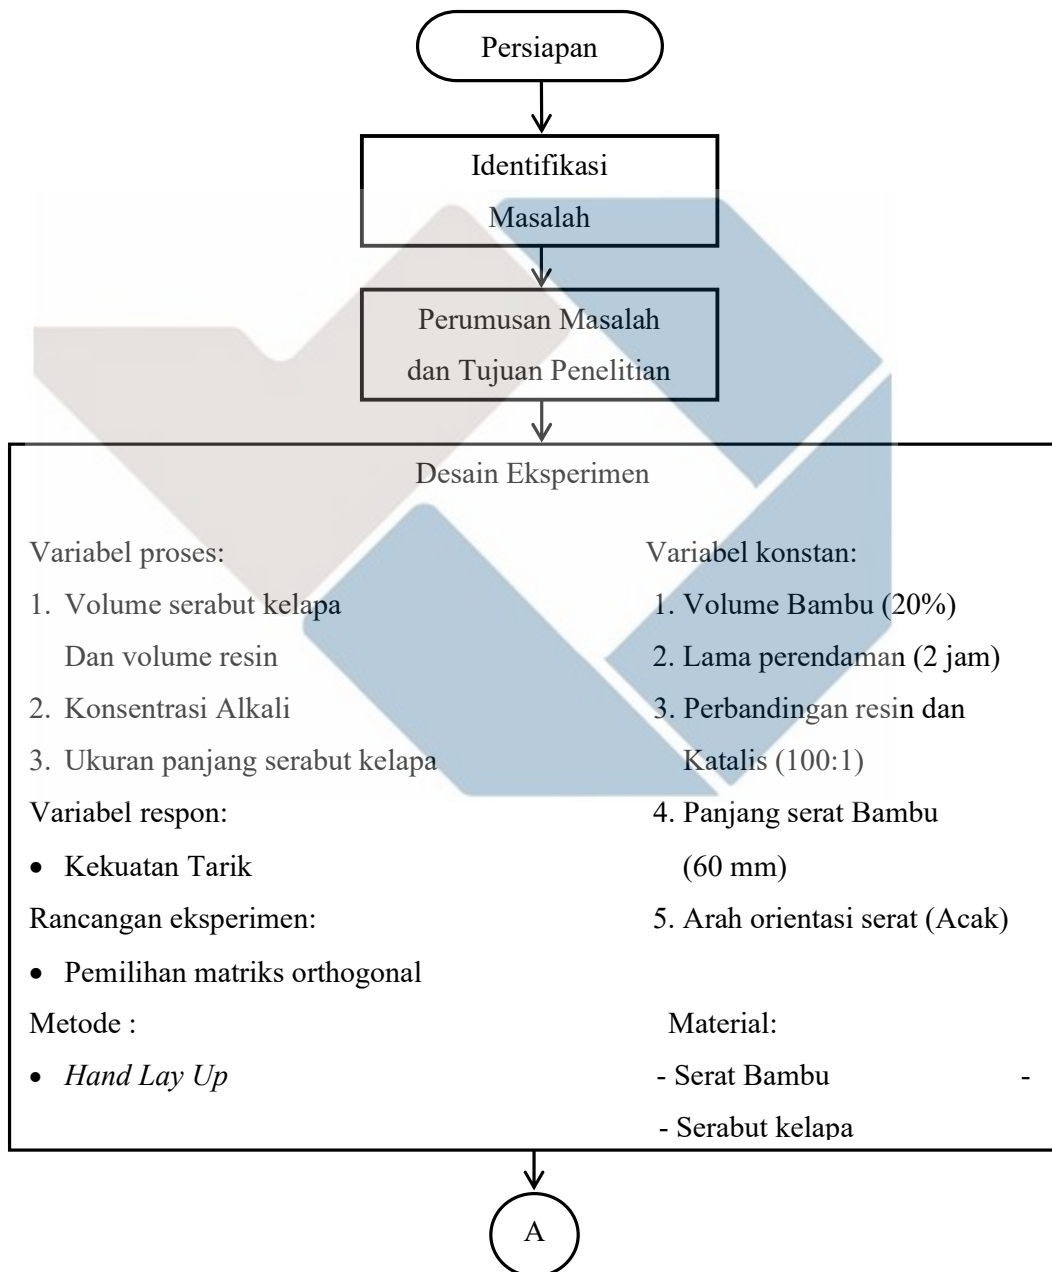 Persiapan
Identifikasi
Masalah
Perumusan Masalah
dan Tujuan Penelitian
Desain Eksperimen
Variabel proses:
1. Volume serabut kelapa
Dan volume resin
2. Konsentrasi Alkali
3. Ukuran panjang serabut kelapa
Variabel respon:
• Kekuatan Tarik
Rancangan eksperimen:
• Pemilihan matriks orthogonal
Metode :
• Hand Lay Up
Variabel konstan:
1. Volume Bambu (20%)
2. Lama perendaman (2 jam)
3. Perbandingan resin dan
Katalis (100:1)
4. Panjang serat Bambu
(60 mm)
5. Arah orientasi serat (Acak)
Material:
- Serat Bambu -
- Serabut kelapa
A